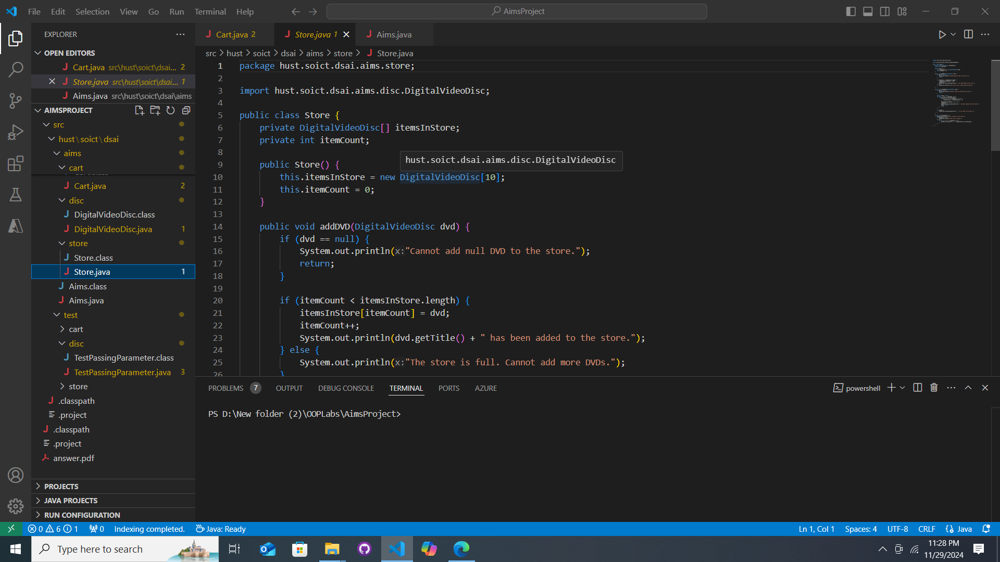 File Edit Selection View Go Run Terminal Help
AimsProject
EXPLORER
OPEN EDITORS
Cart.java src\hust\soict\dsai... 2
Store.java src\hust\soict\dsai... 1
Aims.java src\hust\soict\dsai\aims
AIMSPROJECT
src
hust\soict\dsai
aims
cart
Cart.java 2
disc
DigitalVideoDisc.class
DigitalVideoDisc.java 1
store
Store.class
Store.java 1
Aims.class
Aims.java
test
cart
disc
TestPassingParameter.class
TestPassingParameter.java 3
store
.classpath
.project
.classpath
.project
answer.pdf
PROJECTS
JAVA PROJECTS
RUN CONFIGURATION
Cart.java 2
Store.java 1
Aims.java
src > hust > soict > dsai > aims > store > Store.java
1 package hust.soict.dsai.aims.store;
2
3 import hust.soict.dsai.aims.disc.DigitalVideoDisc;
4
5 public class Store {
6 private DigitalVideoDisc[] itemsInStore;
7 private int itemCount;
8
hust.soict.dsai.aims.disc.DigitalVideoDisc
9 public Store() {
10 this.itemsInStore = new DigitalVideoDisc[10];
11 this.itemCount = 0;
12 }
13
14 public void addDVD(DigitalVideoDisc dvd) {
15 if (dvd == null) {
16 System.out.println(x:"Cannot add null DVD to the store.");
17 return;
18 }
19
20 if (itemCount < itemsInStore.length) {
21 itemsInStore[itemCount] = dvd;
22 itemCount++;
23 System.out.println(dvd.getTitle() + " has been added to the store.");
24 } else {
25 System.out.println(x:"The store is full. Cannot add more DVDs.");
26 }
PROBLEMS 7 OUTPUT DEBUG CONSOLE TERMINAL PORTS AZURE
powershell
PS D:\New folder (2)\OOPLabs\AimsProject>
0 6 1 0 Indexing completed. Java: Ready
Ln 1, Col 1 Spaces: 4 UTF-8 CRLF Java
Type here to search
11:28 PM
11/29/2024